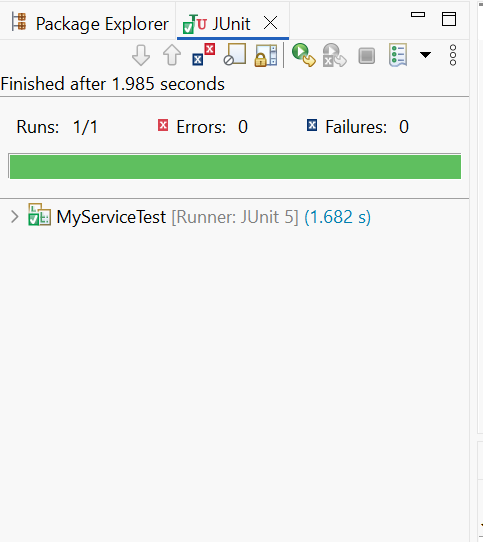 Package Explorer JUnit
Finished after 1.985 seconds
Runs: 1/1 Errors: 0 Failures: 0
MyServiceTest [Runner: JUnit 5] (1.682 s)